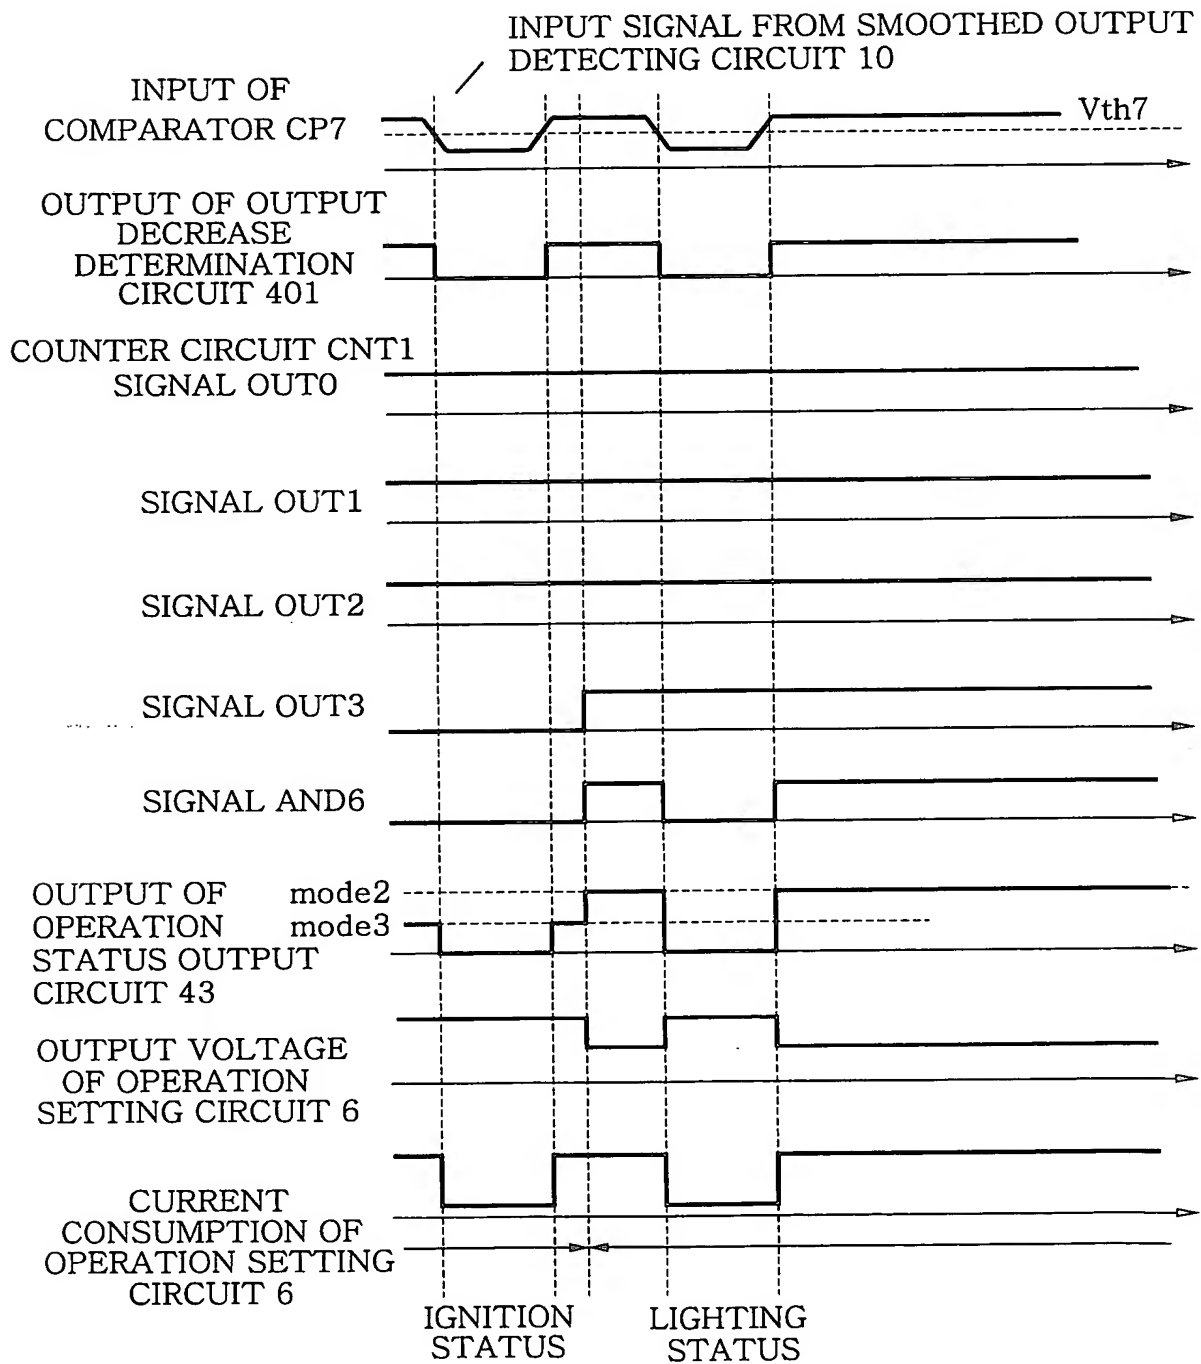 INPUT SIGNAL FROM SMOOTHED OUTPUT
DETECTING CIRCUIT 10
INPUT OF
COMPARATOR CP7
Vth7
OUTPUT OF OUTPUT
DECREASE
DETERMINATION
CIRCUIT 401
COUNTER CIRCUIT CNT1
SIGNAL OUT0
SIGNAL OUT1
SIGNAL OUT2
SIGNAL OUT3
SIGNAL AND6
OUTPUT OF mode2
OPERATION mode3
STATUS OUTPUT
CIRCUIT 43
OUTPUT VOLTAGE
OF OPERATION
SETTING CIRCUIT 6
CURRENT
CONSUMPTION OF
OPERATION SETTING
CIRCUIT 6
IGNITION
STATUS
LIGHTING
STATUS